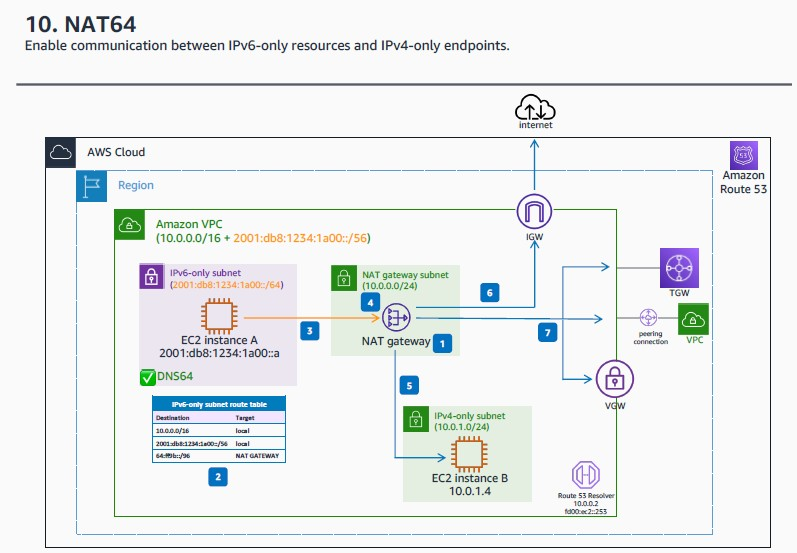 10. NAT64
Enable communication between IPv6-only resources and IPv4-only endpoints.
internet
AWS Cloud
53
Amazon
Route 53
Region
Amazon VPC
(10.0.0.0/16 + 2001:db8:1234:1a00::/56)
IGW
IPv6-only subnet
(2001:db8:1234:1a00::/64)
NAT gateway subnet
(10.0.0.0/24)
4
6
TGW
3
7
EC2 instance A
2001:db8:1234:1a00::a
NAT gateway
1
peering
connection
VPC
DNS64
5
VGW
IPv6-only subnet route table
Destination Target
10.0.0.0/16 local
2001:db8:1234:1a00::/56 local
64:ff9b::/96 NAT GATEWAY
2
IPv4-only subnet
(10.0.1.0/24)
EC2 instance B
10.0.1.4
Route 53 Resolver
10.0.0.2
fd00:ec2::253